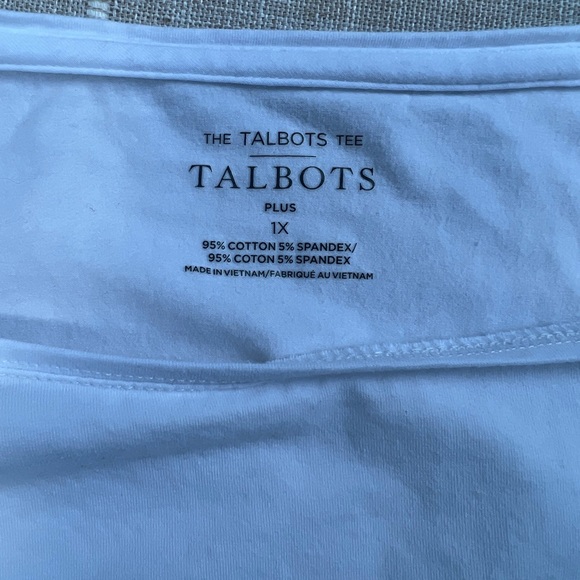 THE TALBOTS TEE
TALBOTS
PLUS
1X
95% COTTON 5% SPANDEX/
95% COTON 5% SPANDEX
MADE IN VIETNAM/FABRIQUÉ AU VIETNAM